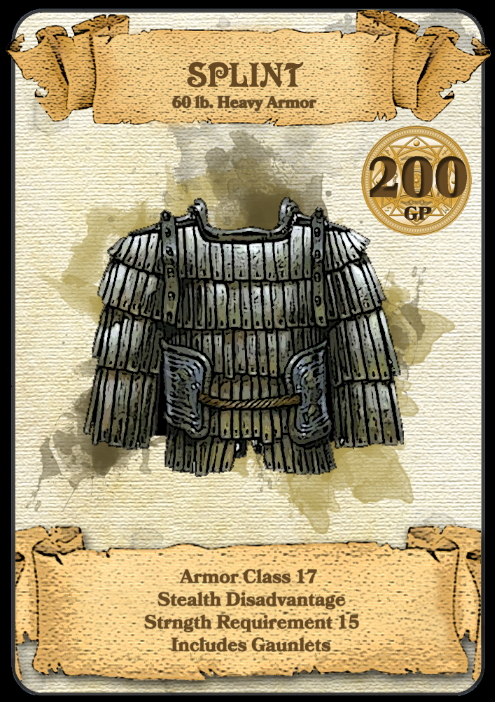 SPLINT
60 lb. Heavy Armor
200
GP
Armor Class 17
Stealth Disadvantage
Strngth Requirement 15
Includes Gaunlets